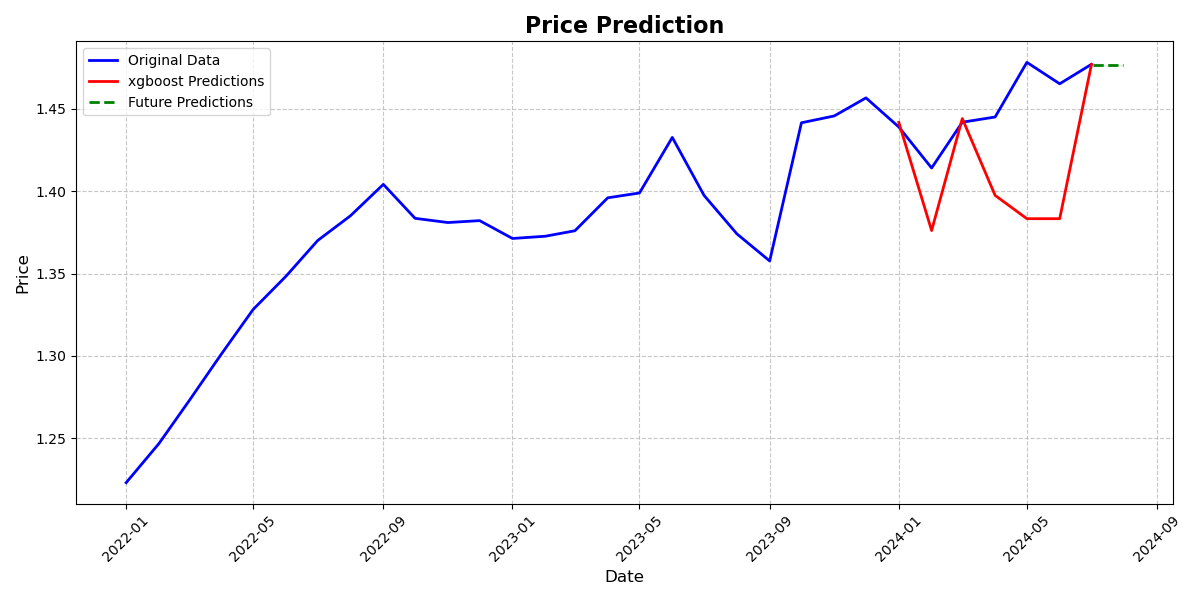 Price Prediction
Original Data
xgboost Predictions
Future Predictions
Price
1.45
1.40
1.35
1.30
1.25
2022-01
2022-05
2022-09
2023-01
2023-05
2023-09
2024-01
2024-05
2024-09
Date